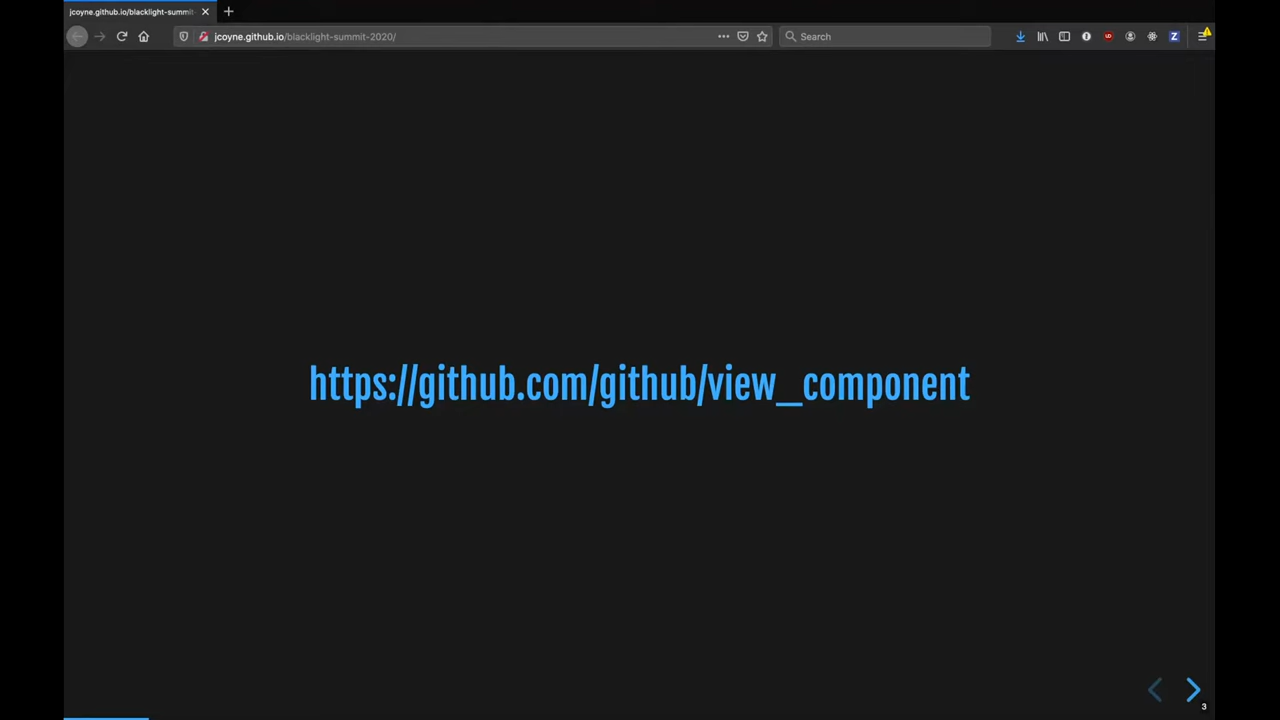 jcoyne.github.io/blacklight-summit-
jcoyne.github.io/blacklight-summit-2020/
Search
https://github.com/github/view_component
3